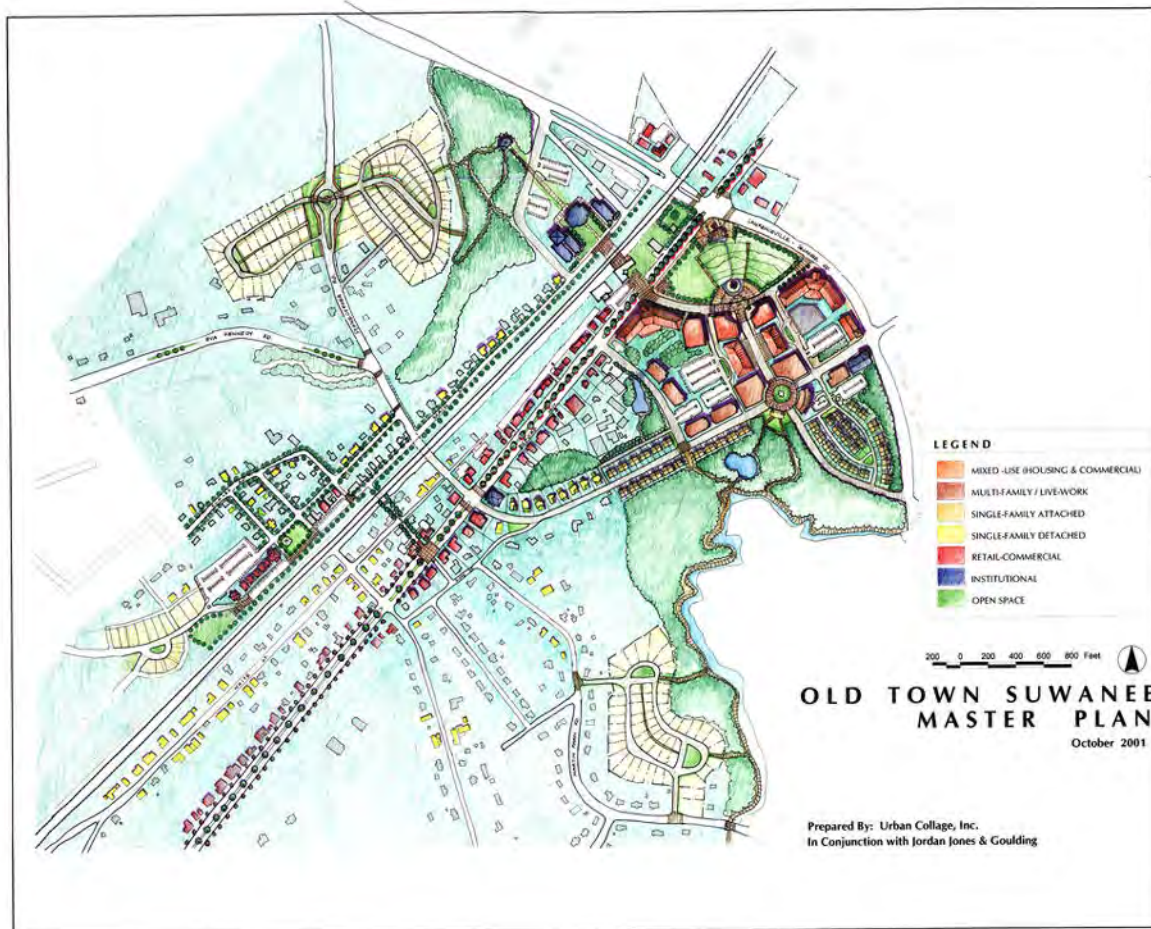 LEGEND
MIXED -USE (HOUSING & COMMERCIAL)
MULTI-FAMILY / LIVE-WORK
SINGLE-FAMILY ATTACHED
SINGLE-FAMILY DETACHED
RETAIL-COMMERCIAL
INSTITUTIONAL
OPEN SPACE
200 0 200 400 600 800 Feet
OLD TOWN SUWANEE
MASTER PLAN
October 2001
Prepared By: Urban Collage, Inc.
In Conjunction with Jordan Jones & Goulding
LAWRENCEVILLE -